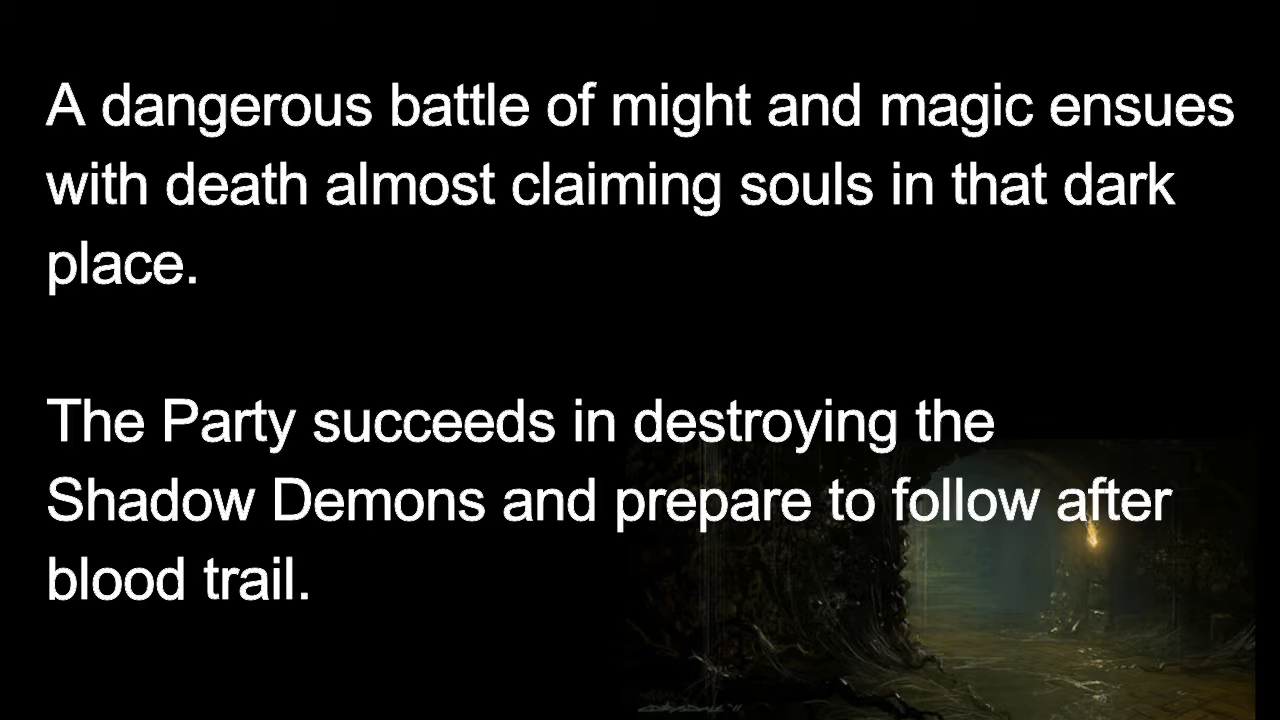 A dangerous battle of might and magic ensues
with death almost claiming souls in that dark
place.
The Party succeeds in destroying the
Shadow Demons and prepare to follow after
blood trail.